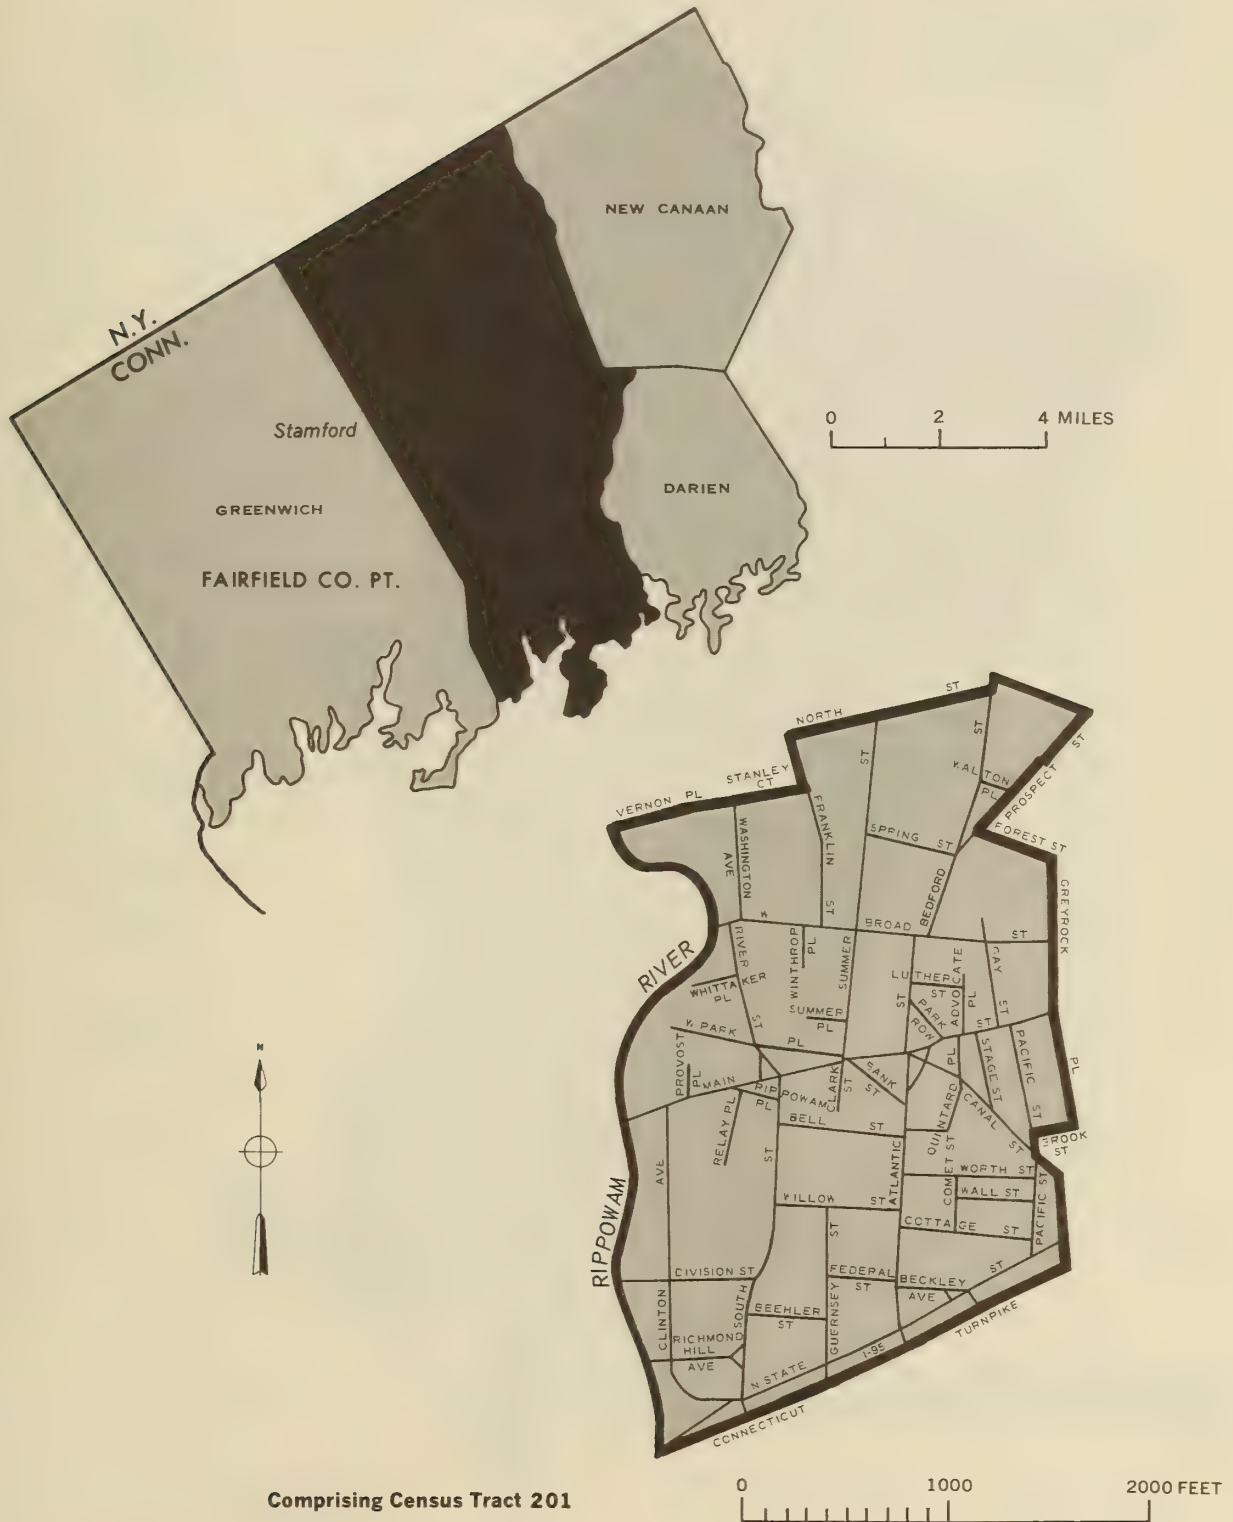 NEW CANAAN
N.Y.
CONN.
Stamford
GREENWICH
FAIRFIELD CO. PT.
DARIEN
0 2 4 MILES
NORTH ST
ST
ST
WALTON PL
PROSPECT ST
STANLEY CT
VERNON PL
FRANKLIN ST
WASHINGTON AVE
SPRING ST
FOREST ST
GREYROCK PL
BEDFORD
W BROAD ST
RIVER ST
WINTHROP PL
SUMMER
GAY ST
LUTHER ST
ADVOCATE PL
RIVER
WHITTAKER PL
SUMMER PL
ST
PARK ROW
ST
W. PARK PL
PROVOST PL
MAIN
CLARK ST
BANK ST
PL
STAGE ST
PACIFIC ST
RIPPOWAM PL
RELAY PL
BELL ST
QUINTARD
CANAL ST
BROOK ST
ATLANTIC
COMET ST
WORTH ST
WALL ST
PACIFIC ST
AVE
ST
WILLOW ST
COTTAGE ST
RIPPOWAM
DIVISION ST
ST
FEDERAL ST
BECKLEY AVE
ST
CLINTON
SOUTH
BEEHLER ST
GUERNSEY
RICHMOND HILL AVE
N STATE
I-95
CONNECTICUT
TURNPIKE
N
Comprising Census Tract 201
0 1000 2000 FEET